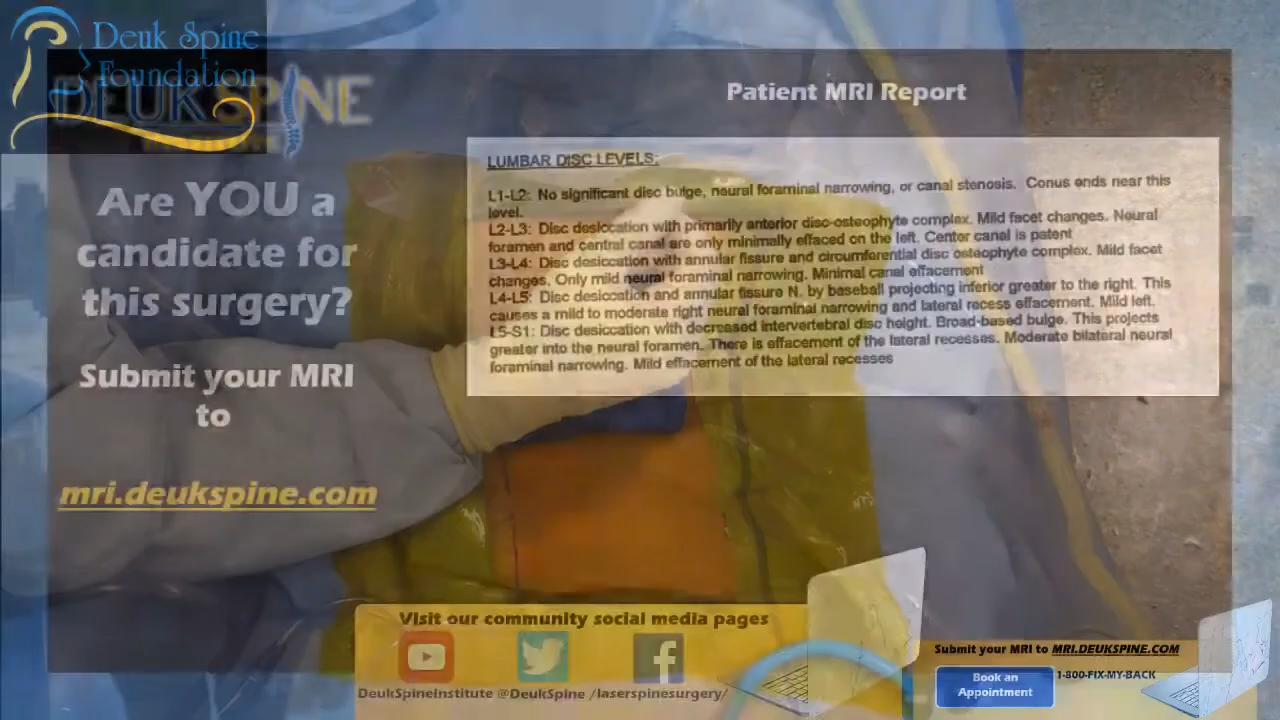 Deuk Spine
Foundation
DEUK SPINE
Patient MRI Report
Are YOU a
candidate for
this surgery?
Submit your MRI
to
mri.deukspine.com
LUMBAR DISC LEVELS:
L1-L2: No significant disc bulge, neural foraminal narrowing, or canal stenosis. Conus ends near this
level.
L2-L3: Disc desiccation with primarily anterior disc-osteophyte complex. Mild facet changes. Neural
foramen and central canal are only minimally effaced on the left. Center canal is patent
L3-L4: Disc desiccation with annular fissure and circumferential disc osteophyte complex. Mild facet
changes. Only mild neural foraminal narrowing. Minimal canal effacement
L4-L5: Disc desiccation and annular fissure N. by baseball projecting inferior greater to the right. This
causes a mild to moderate right neural foraminal narrowing and lateral recess effacement. Mild left.
L5-S1: Disc desiccation with decreased intervertebral disc height. Broad-based bulge. This projects
greater into the neural foramen. There is effacement of the lateral recesses. Moderate bilateral neural
foraminal narrowing. Mild effacement of the lateral recesses
Visit our community social media pages
DeukSpineInstitute @DeukSpine /laserspinesurgery/
Submit your MRI to MRI.DEUKSPINE.COM
Book an
Appointment
1-800-FIX-MY-BACK